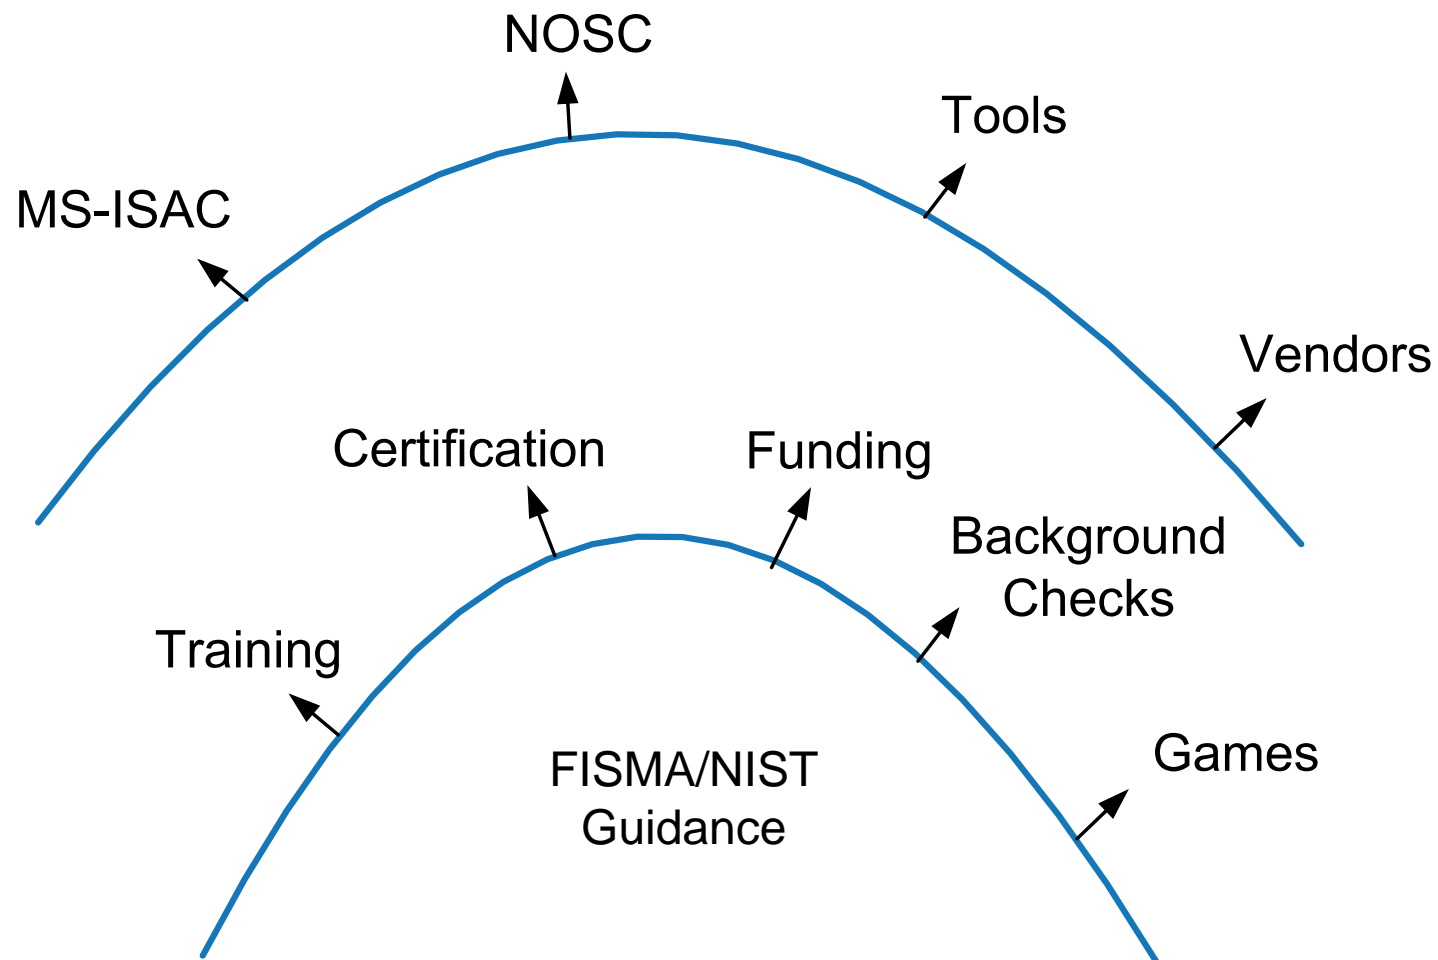 NOSC
Tools
MS-ISAC
Vendors
Certification
Funding
Background
Checks
Training
Games
FISMA/NIST
Guidance